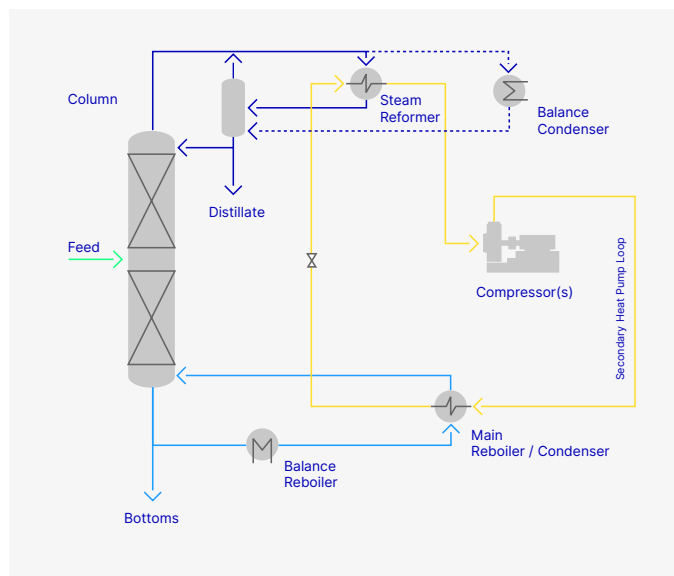 Column
Steam
Reformer
Balance
Condenser
Distillate
Feed
Compressor(s)
Secondary Heat Pump Loop
Main
Reboiler / Condenser
Balance
Reboiler
Bottoms